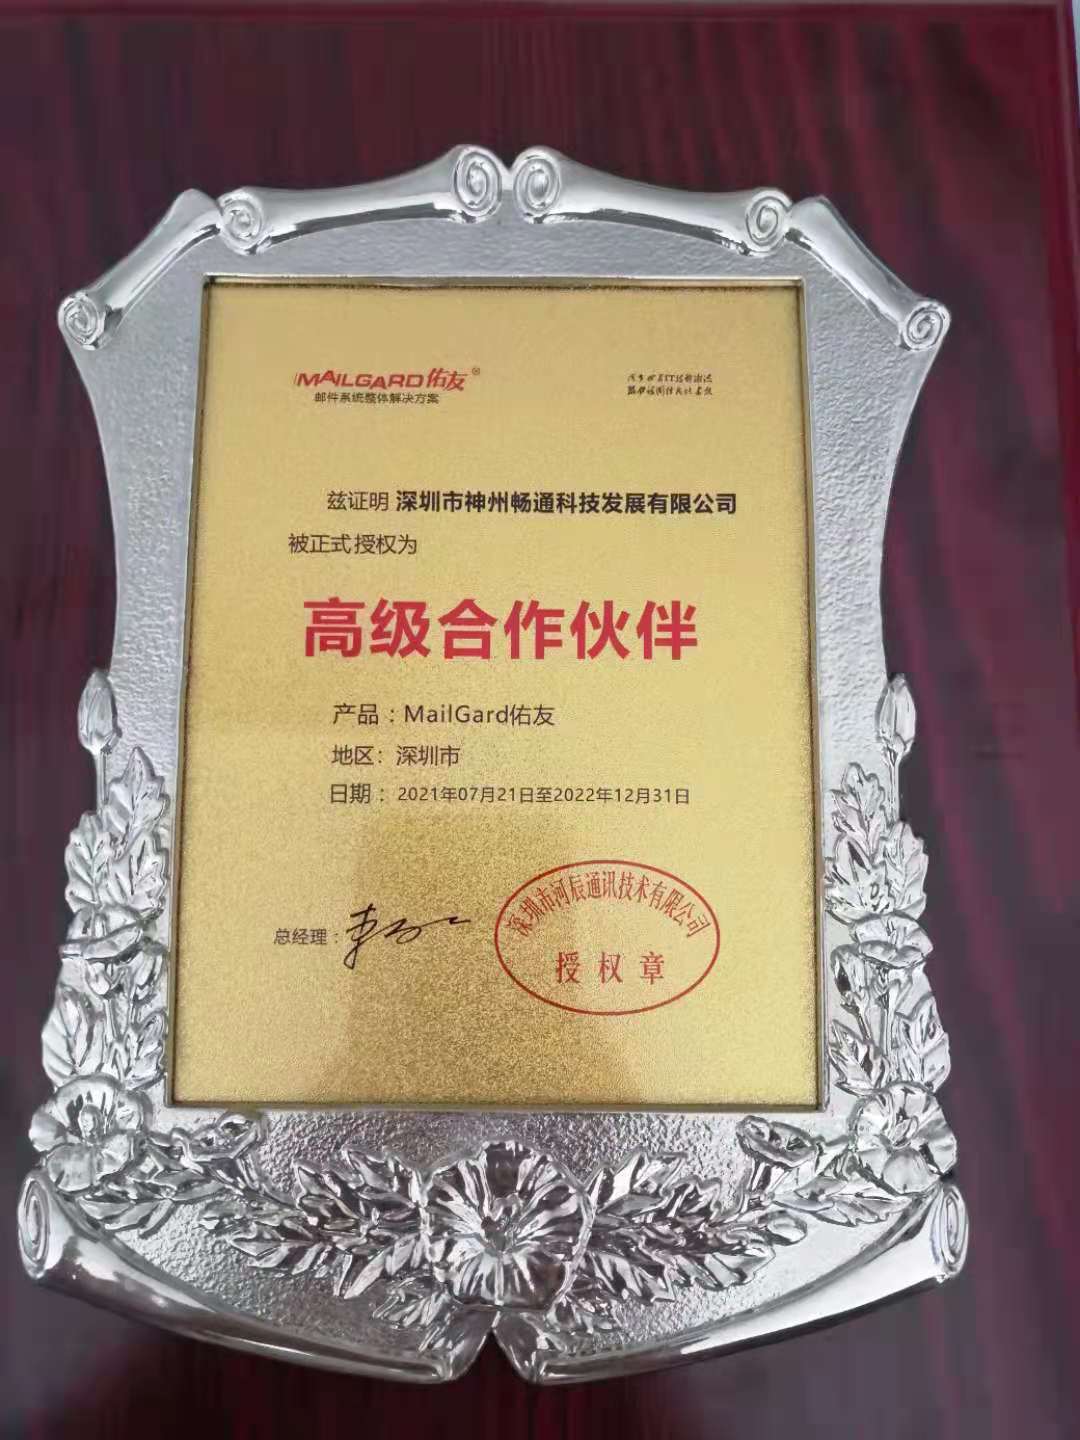 MAILGARD佑友®
邮件系统整体解决方案
兹证明 深圳市神州畅通科技发展有限公司
被正式授权为
高级合作伙伴
产品：MailGard佑友
地区：深圳市
日期：2021年07月21日至2022年12月31日
总经理：
深圳市河辰通讯技术有限公司
授权章